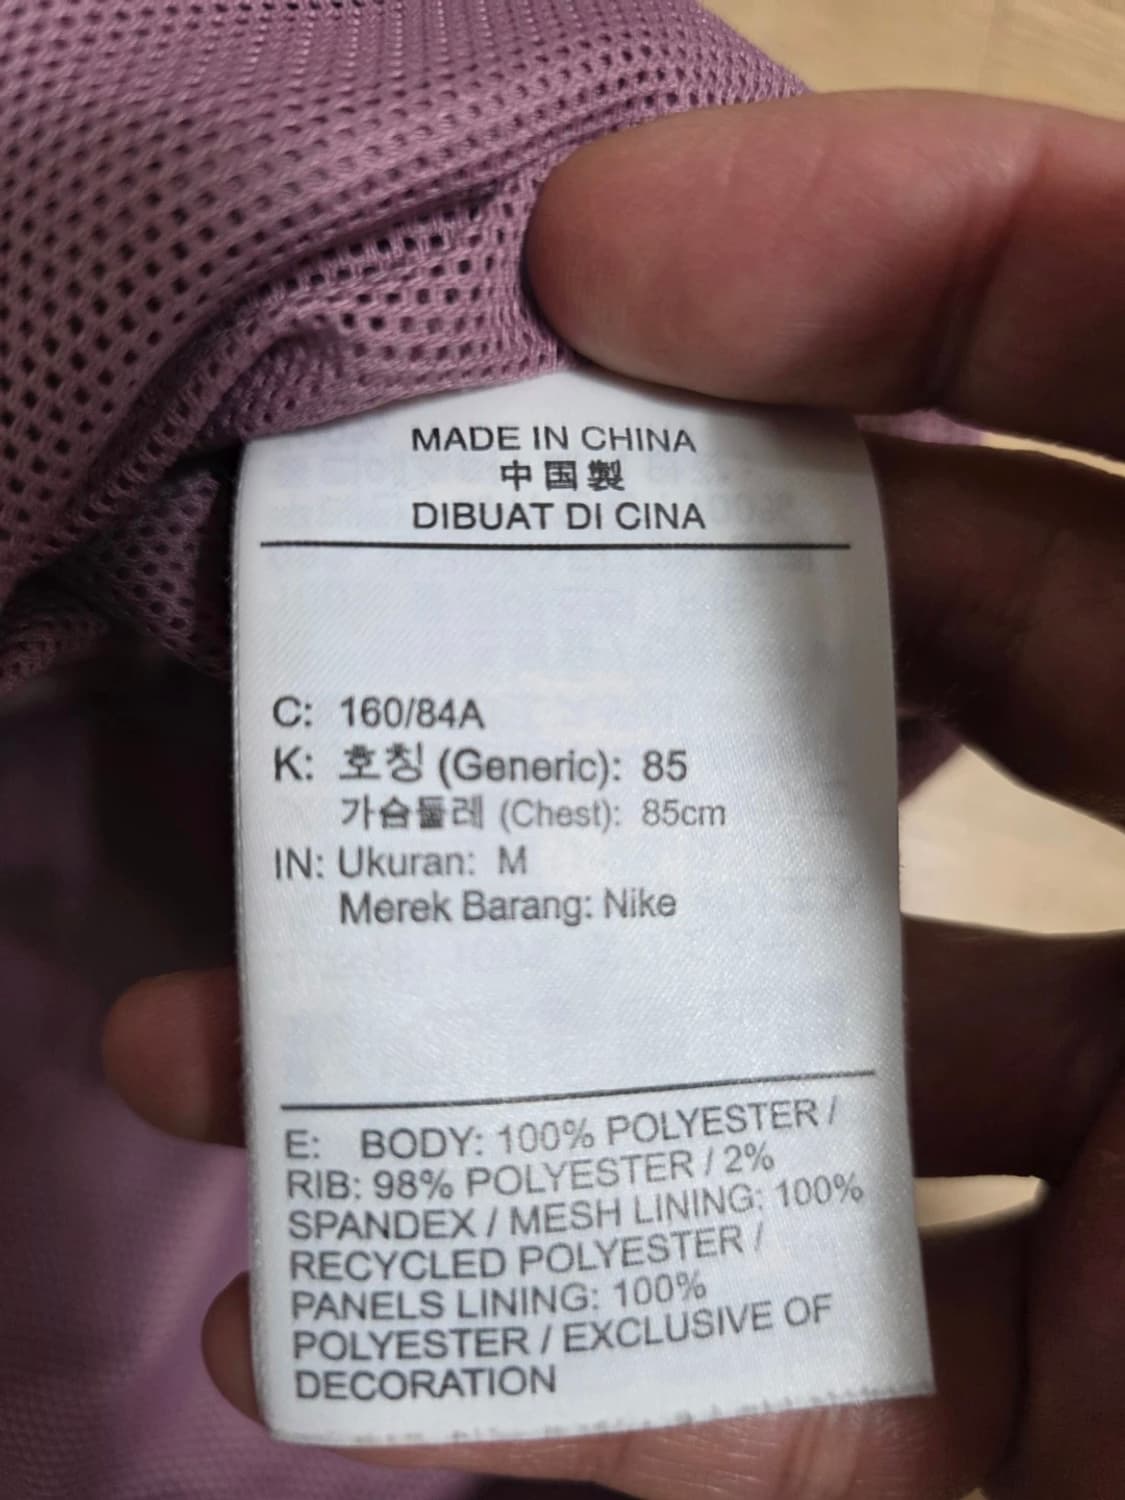 MADE IN CHINA
中国製
DIBUAT DI CINA
C: 160/84A
K: 호칭 (Generic): 85
가슴둘레 (Chest): 85cm
IN: Ukuran: M
Merek Barang: Nike
E: BODY: 100% POLYESTER /
RIB: 98% POLYESTER / 2%
SPANDEX / MESH LINING: 100%
RECYCLED POLYESTER /
PANELS LINING: 100%
POLYESTER / EXCLUSIVE OF
DECORATION